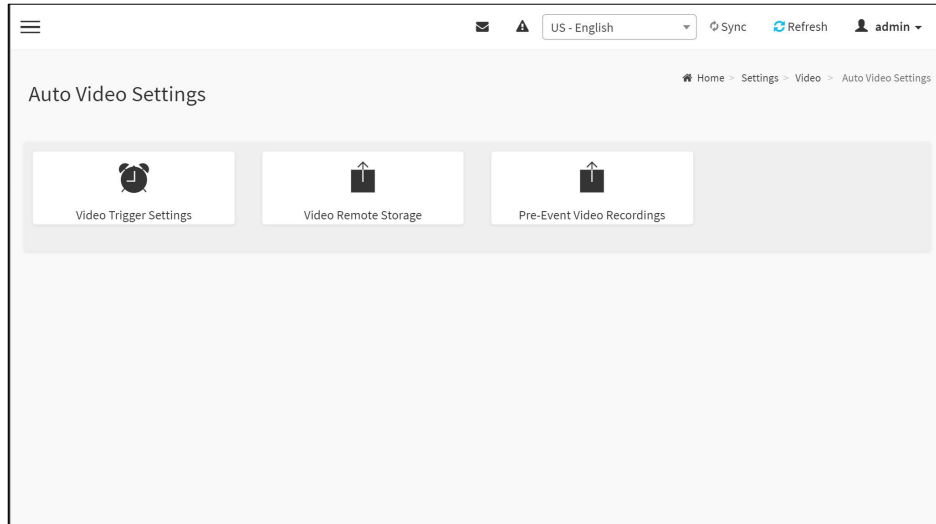 US - English
Sync
Refresh
admin
Home > Settings > Video > Auto Video Settings
Auto Video Settings
Video Trigger Settings
Video Remote Storage
Pre-Event Video Recordings